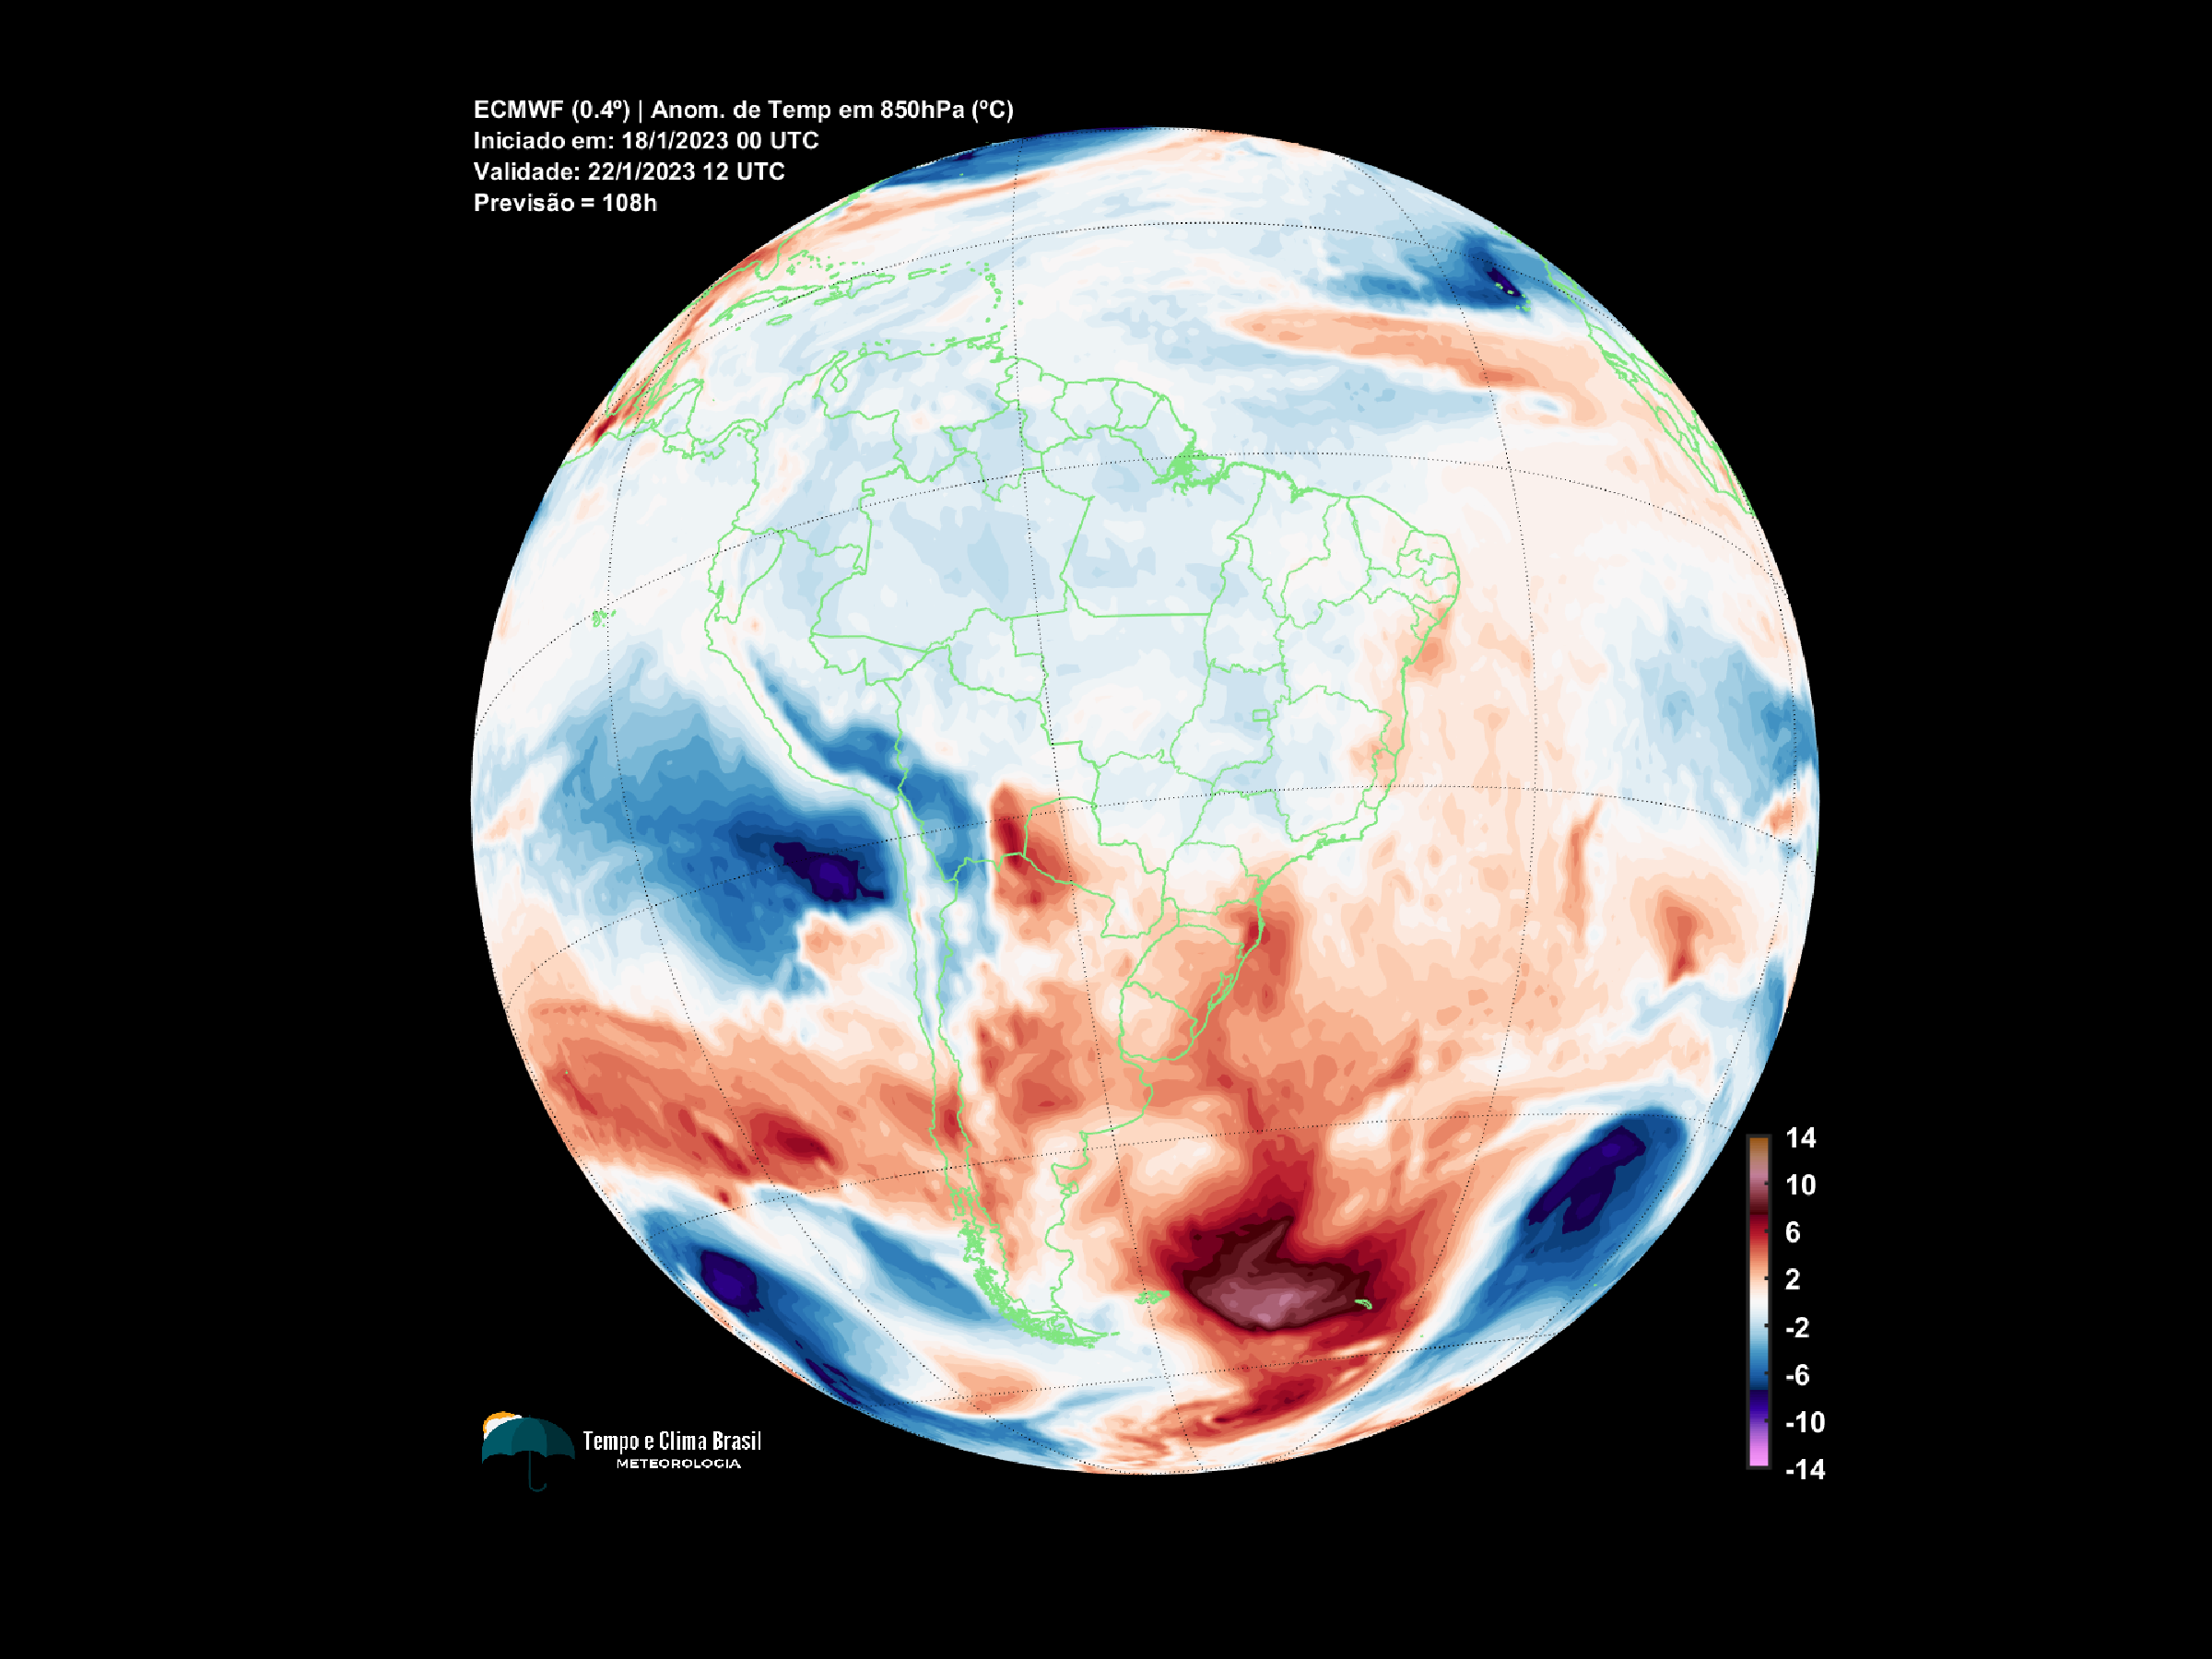 ECMWF (0.4º) | Anom. de Temp em 850hPa (ºC)
Iniciado em: 18/1/2023 00 UTC
Validade: 22/1/2023 12 UTC
Previsão = 108h
14
10
6
2
-2
-6
-10
-14
Tempo e Clima Brasil
METEOROLOGIA